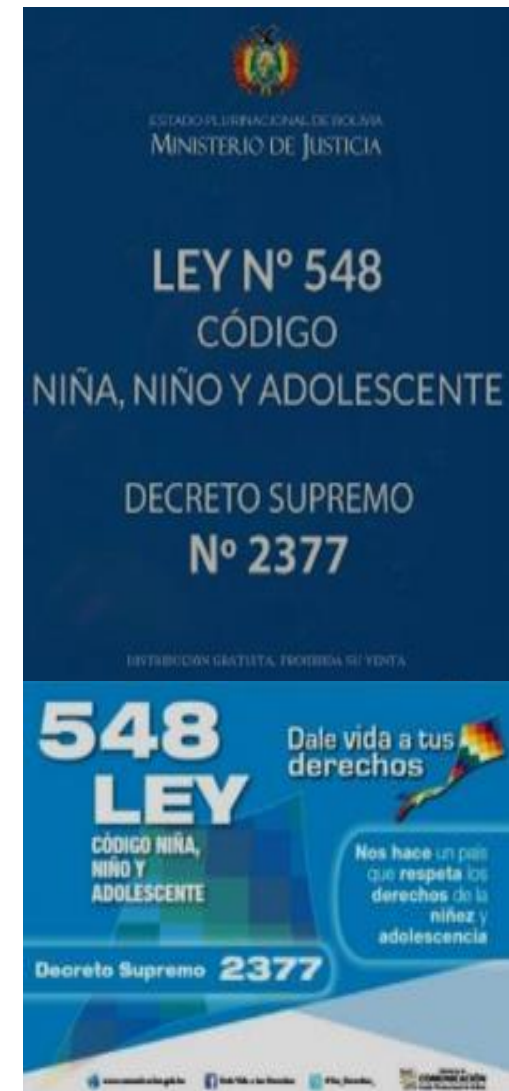 ESTADO PLURINACIONAL DE BOLIVIA
MINISTERIO DE JUSTICIA
LEY Nº 548
CÓDIGO
NIÑA, NIÑO Y ADOLESCENTE
DECRETO SUPREMO
Nº 2377
DISTRIBUCIÓN GRATUITA, PROHIBIDA SU VENTA
548
LEY
CÓDIGO NIÑA,
NIÑO Y
ADOLESCENTE
Dale vida a tus
derechos
Nos hace un país
que respeta los
derechos de la
niñez y
adolescencia
Decreto Supremo 2377
COMUNICACIÓN